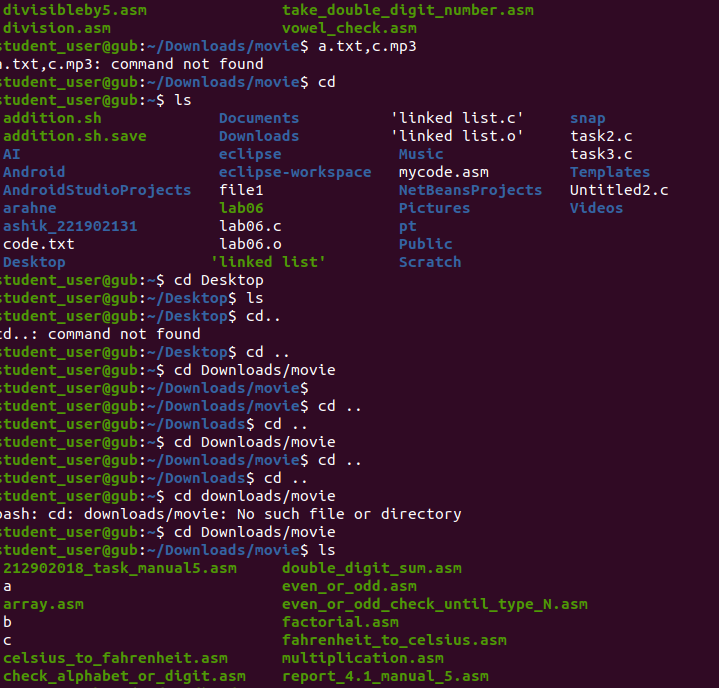 divisibleby5.asm take_double_digit_number.asm
division.asm vowel_check.asm
student_user@gub:~/Downloads/movie$ a.txt,c.mp3
a.txt,c.mp3: command not found
student_user@gub:~/Downloads/movie$ cd
student_user@gub:~$ ls
addition.sh Documents 'linked list.c' snap
addition.sh.save Downloads 'linked list.o' task2.c
AI eclipse Music task3.c
Android eclipse-workspace mycode.asm Templates
AndroidStudioProjects file1 NetBeansProjects Untitled2.c
arahne lab06 Pictures Videos
ashik_221902131 lab06.c pt
code.txt lab06.o Public
Desktop 'linked list' Scratch
student_user@gub:~$ cd Desktop
student_user@gub:~/Desktop$ ls
student_user@gub:~/Desktop$ cd..
cd..: command not found
student_user@gub:~/Desktop$ cd ..
student_user@gub:~$ cd Downloads/movie
student_user@gub:~/Downloads/movie$
student_user@gub:~/Downloads/movie$ cd ..
student_user@gub:~/Downloads$ cd ..
student_user@gub:~$ cd Downloads/movie
student_user@gub:~/Downloads/movie$ cd ..
student_user@gub:~/Downloads$ cd ..
student_user@gub:~$ cd downloads/movie
bash: cd: downloads/movie: No such file or directory
student_user@gub:~$ cd Downloads/movie
student_user@gub:~/Downloads/movie$ ls
212902018_task_manual5.asm double_digit_sum.asm
a even_or_odd.asm
array.asm even_or_odd_check_until_type_N.asm
b factorial.asm
c fahrenheit_to_celsius.asm
celsius_to_fahrenheit.asm multiplication.asm
check_alphabet_or_digit.asm report_4.1_manual_5.asm